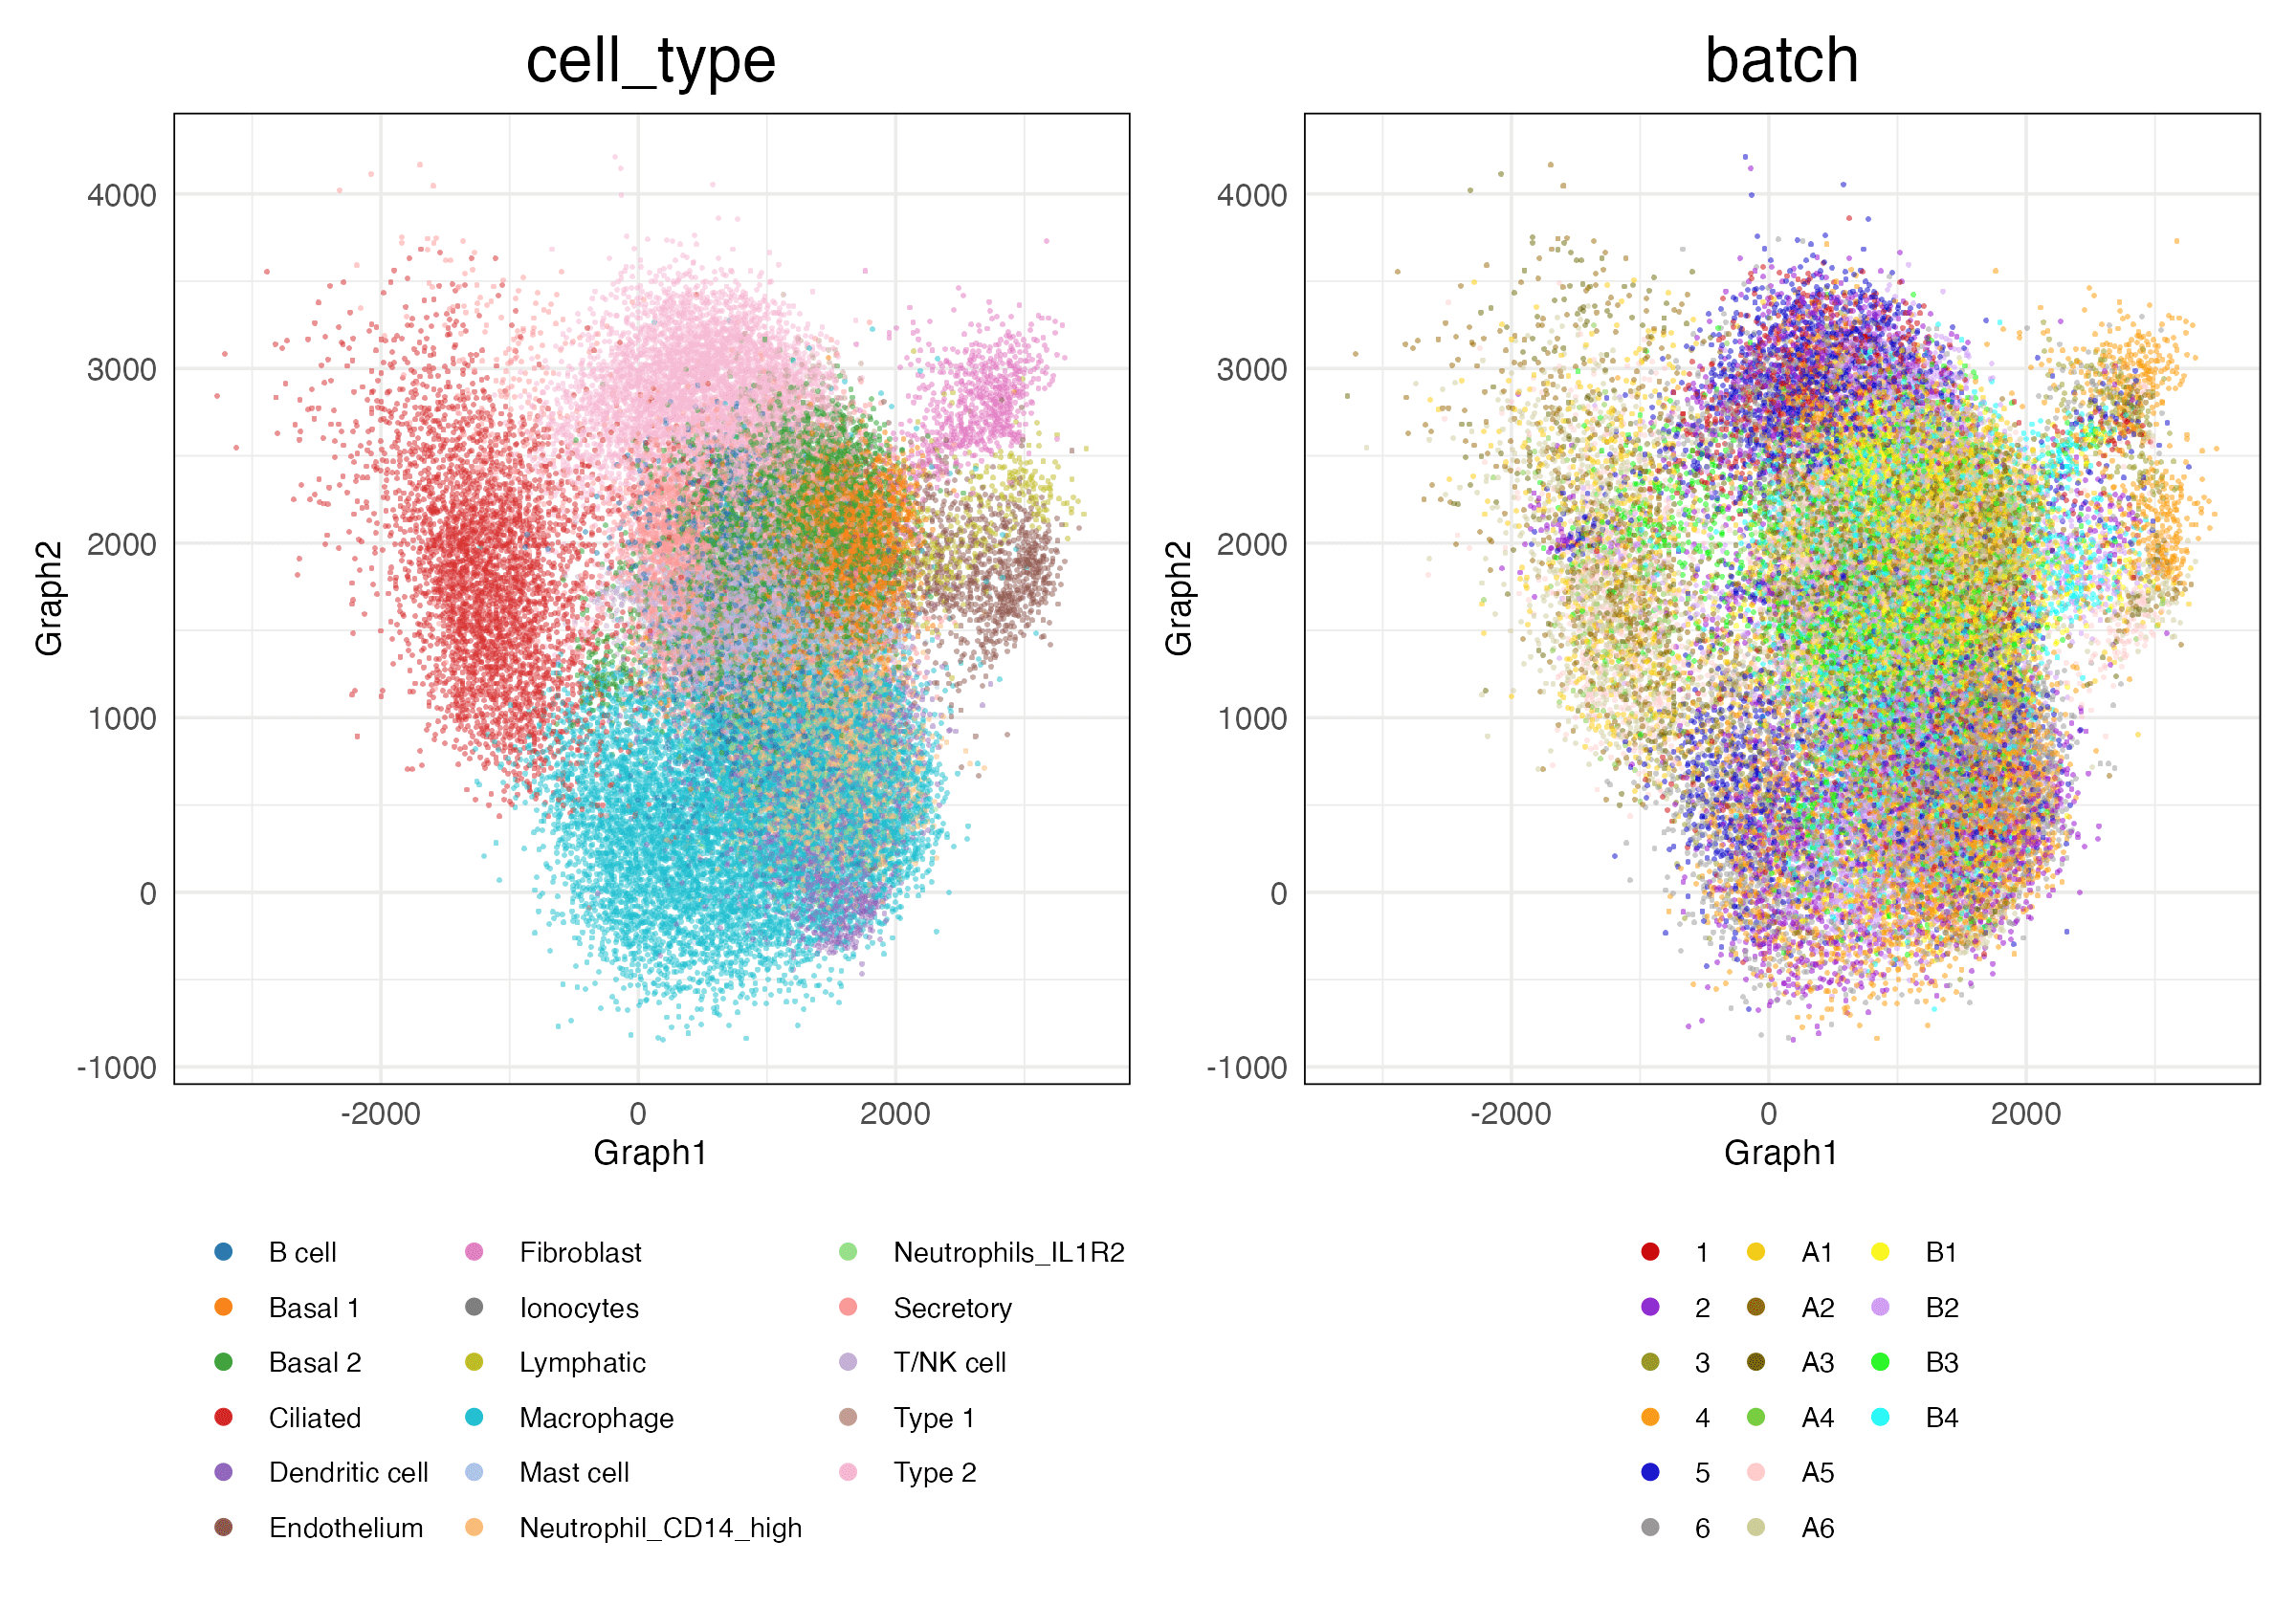 cell_type
4000
3000
2000
1000
0
-1000
Graph2
-2000 0 2000
Graph1
B cell
Basal 1
Basal 2
Ciliated
Dendritic cell
Endothelium
Fibroblast
Ionocytes
Lymphatic
Macrophage
Mast cell
Neutrophil_CD14_high
Neutrophils_IL1R2
Secretory
T/NK cell
Type 1
Type 2
batch
4000
3000
2000
1000
0
-1000
Graph2
-2000 0 2000
Graph1
1
2
3
4
5
6
A1
A2
A3
A4
A5
A6
B1
B2
B3
B4